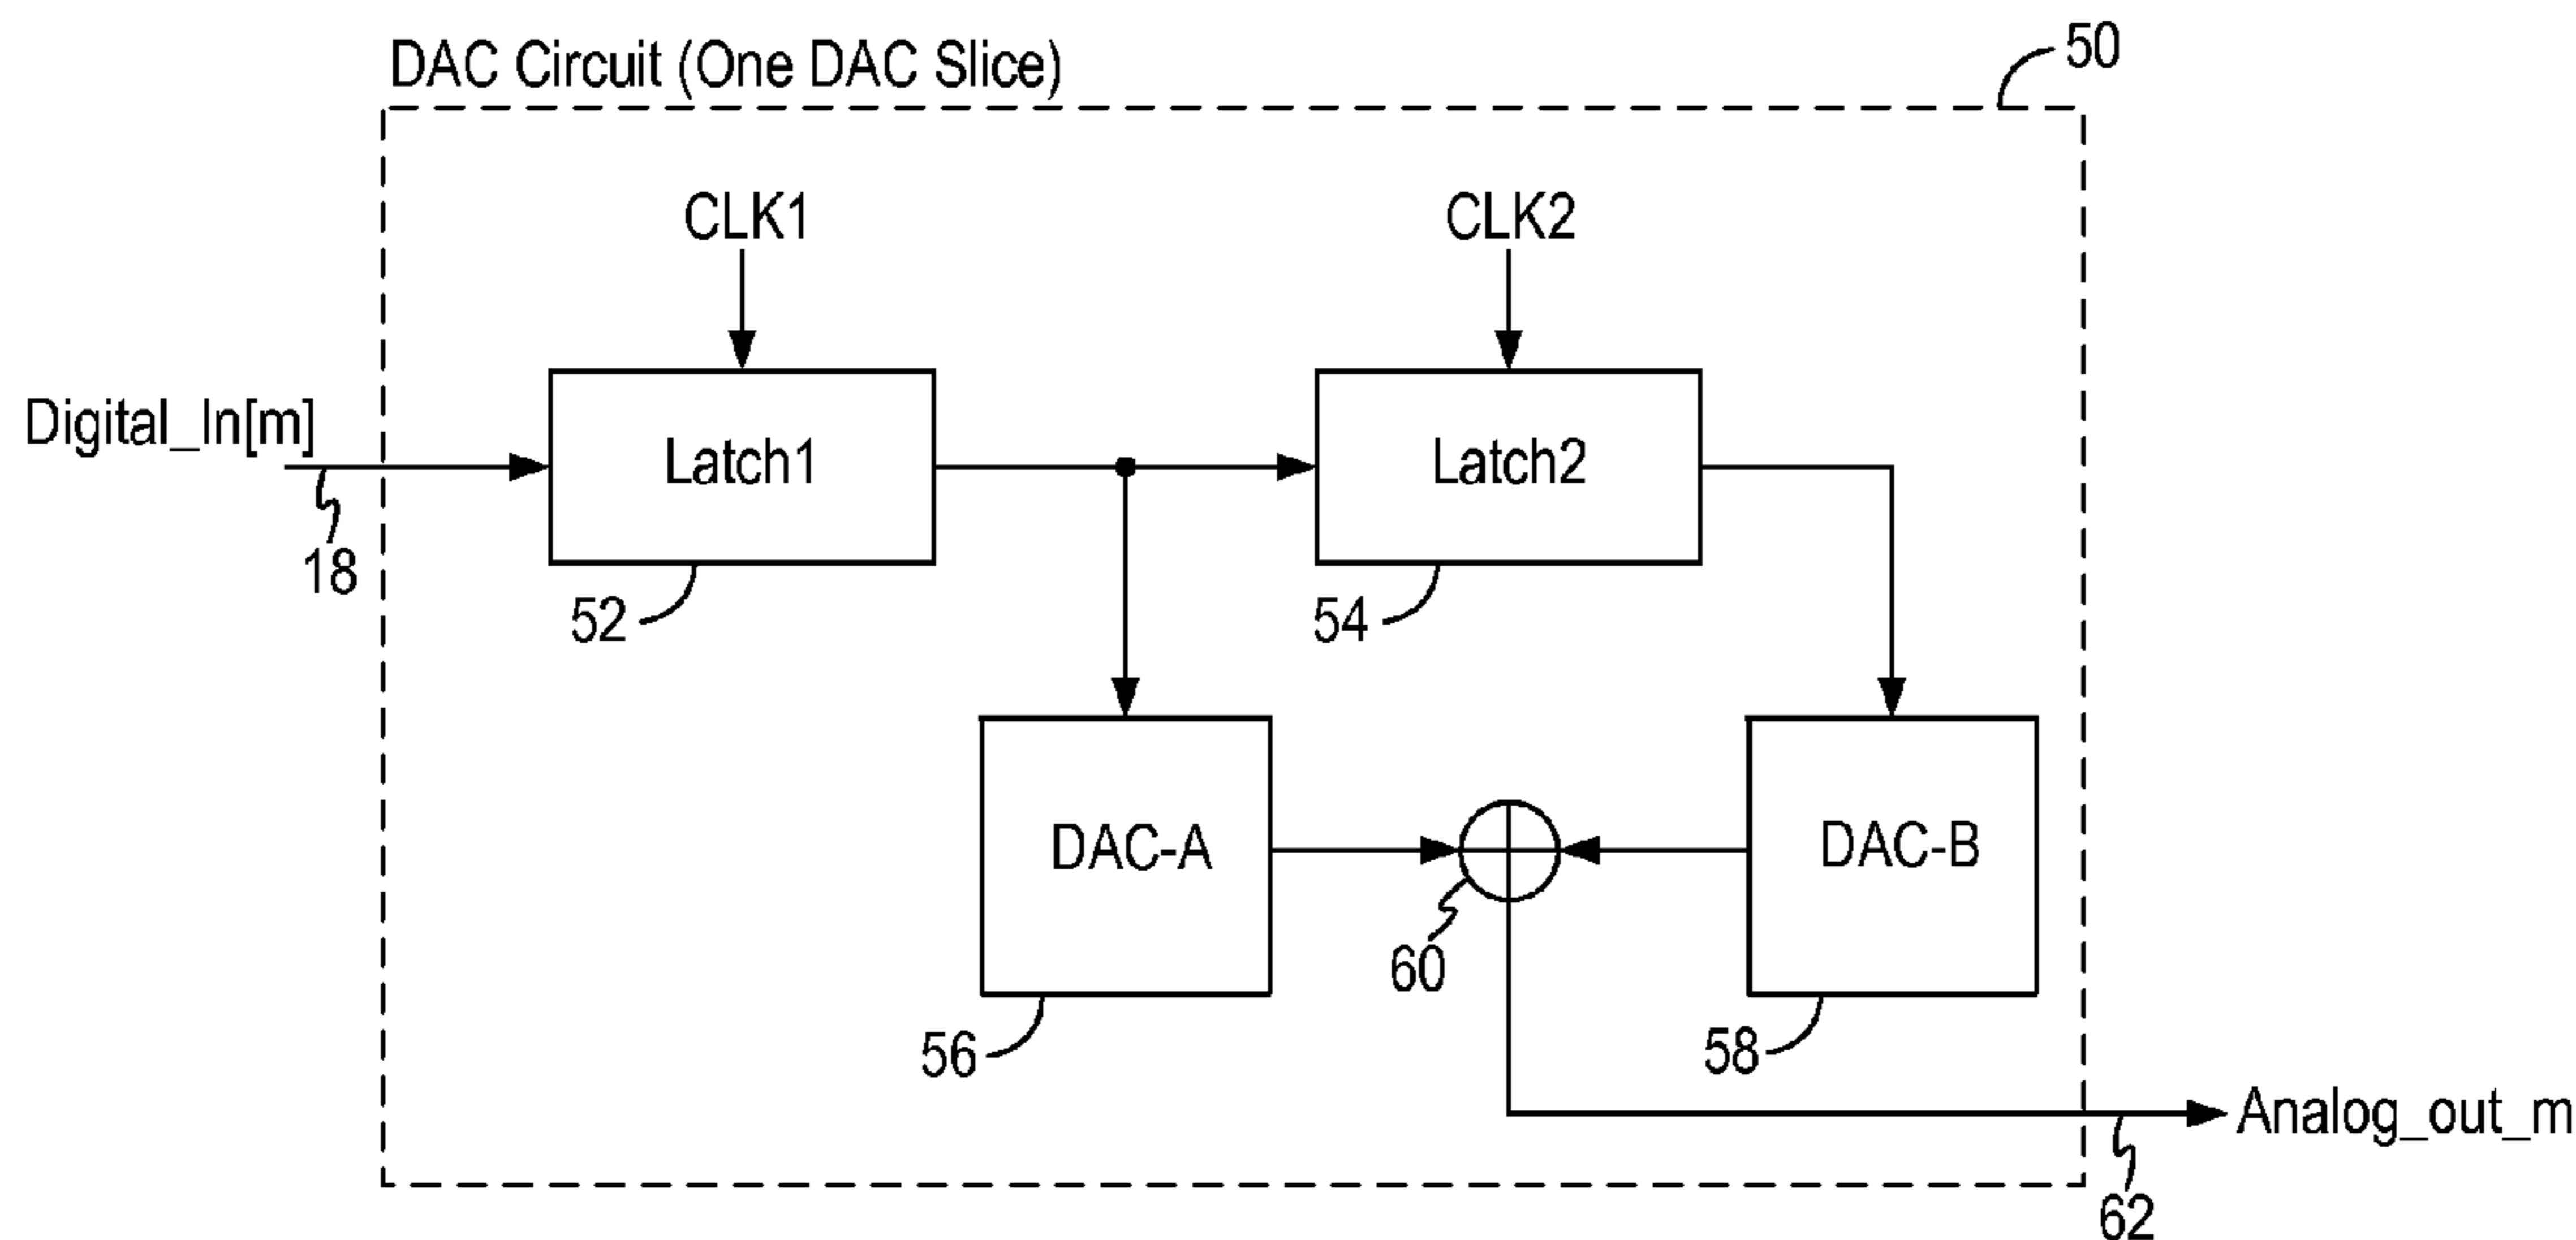 DAC Circuit (One DAC Slice)
50
CLK1
CLK2
Digital_In[m]
Latch1
Latch2
18
52
54
DAC-A
DAC-B
60
56
58
Analog_out_m
62